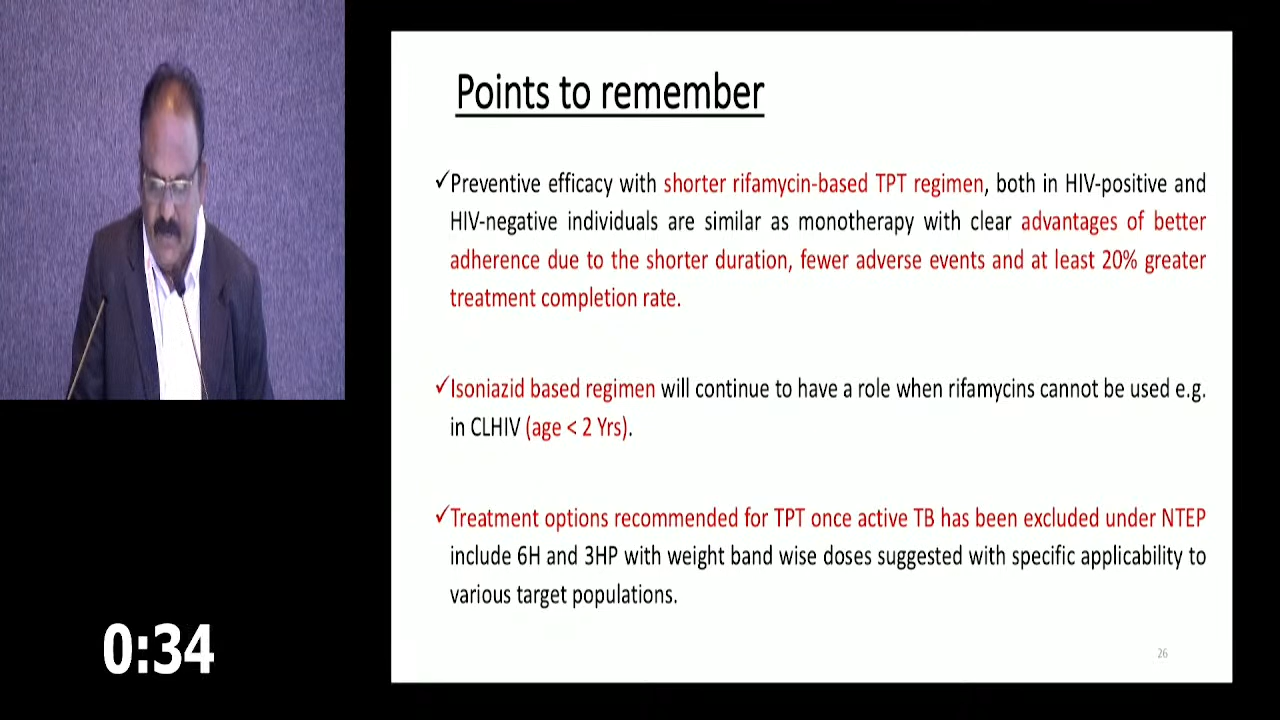 Points to remember
✓Preventive efficacy with shorter rifamycin-based TPT regimen, both in HIV-positive and
HIV-negative individuals are similar as monotherapy with clear advantages of better
adherence due to the shorter duration, fewer adverse events and at least 20% greater
treatment completion rate.
✓Isoniazid based regimen will continue to have a role when rifamycins cannot be used e.g.
in CLHIV (age < 2 Yrs).
✓Treatment options recommended for TPT once active TB has been excluded under NTEP
include 6H and 3HP with weight band wise doses suggested with specific applicability to
various target populations.
26
0:34